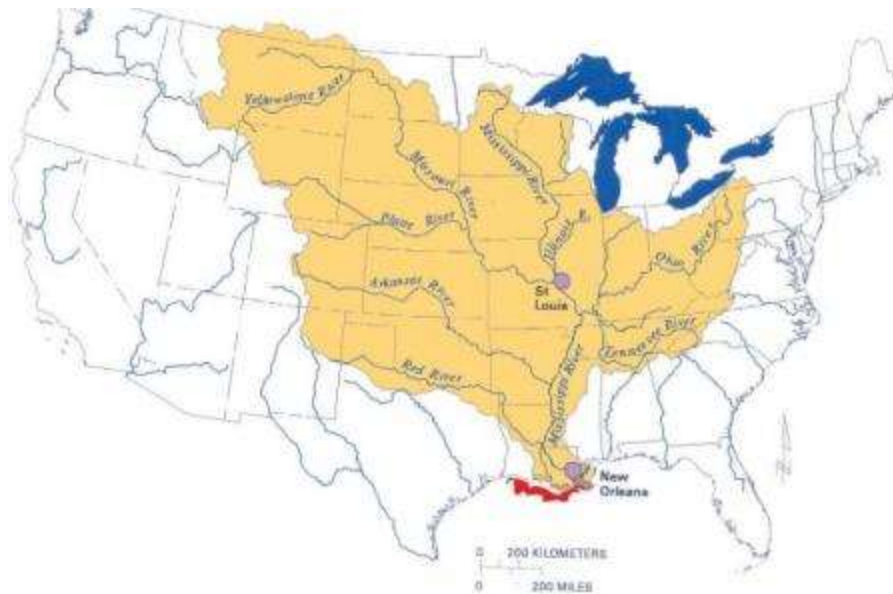 Yellowstone River
Missouri River
Mississippi River
Platte River
Illinois R.
Ohio River
St
Louis
Arkansas River
Tennessee River
Red River
Mississippi River
New
Orleans
0 200 KILOMETERS
0 200 MILES